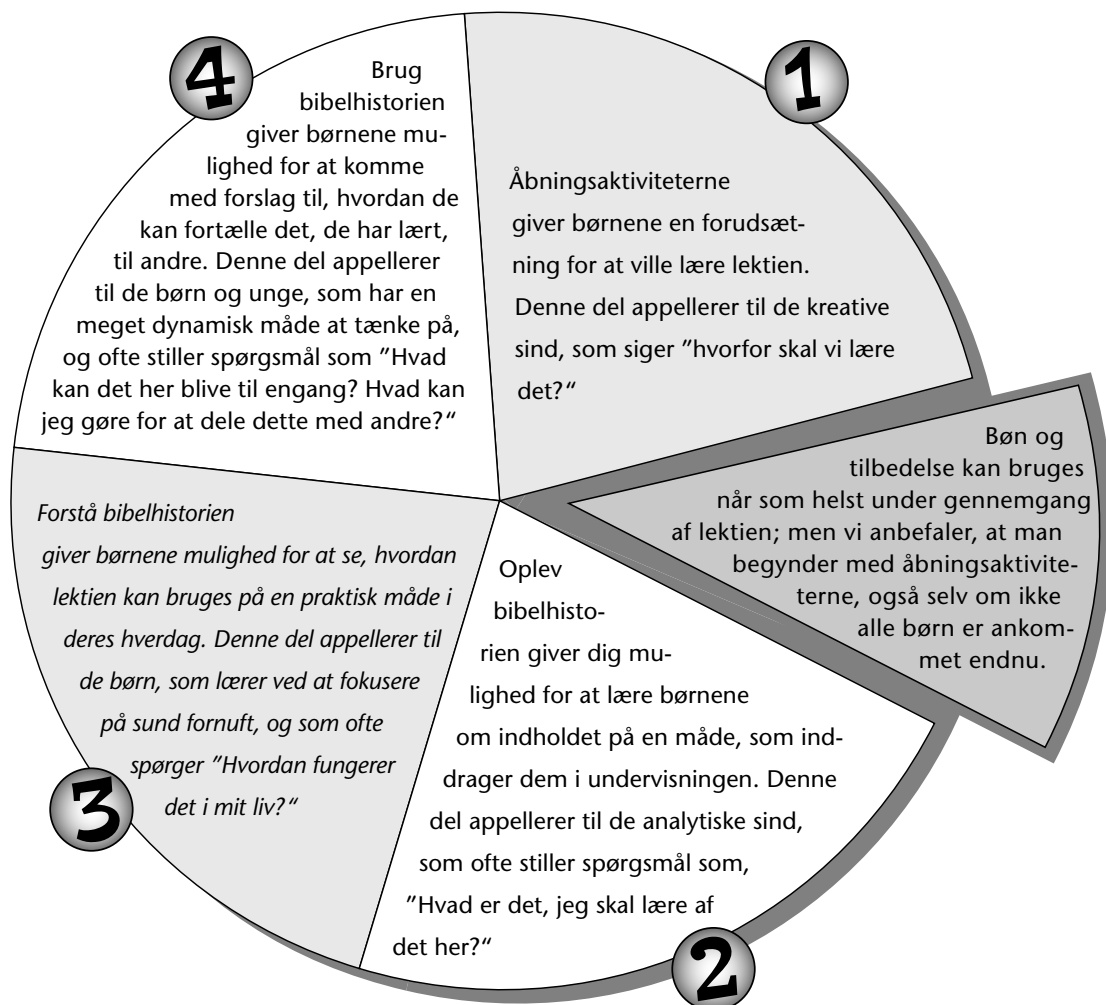 1
Åbningsaktiviteterne
giver børnene en forudsæt-
ning for at ville lære lektien.
Denne del appellerer til de kreative
sind, som siger ”hvorfor skal vi lære
det?“
Bøn og
tilbedelse kan bruges
når som helst under gennemgang
af lektien; men vi anbefaler, at man
begynder med åbningsaktivite-
terne, også selv om ikke
alle børn er ankom-
met endnu.
2
Oplev
bibelhisto-
rien giver dig mu-
lighed for at lære børnene
om indholdet på en måde, som ind-
drager dem i undervisningen. Denne
del appellerer til de analytiske sind,
som ofte stiller spørgsmål som,
”Hvad er det, jeg skal lære af
det her?“
3
Forstå bibelhistorien
giver børnene mulighed for at se, hvordan
lektien kan bruges på en praktisk måde i
deres hverdag. Denne del appellerer til
de børn, som lærer ved at fokusere
på sund fornuft, og som ofte
spørger ”Hvordan fungerer
det i mit liv?“
4
Brug
bibelhistorien
giver børnene mu-
lighed for at komme
med forslag til, hvordan de
kan fortælle det, de har lært,
til andre. Denne del appellerer
til de børn og unge, som har en
meget dynamisk måde at tænke på,
og ofte stiller spørgsmål som ”Hvad
kan det her blive til engang? Hvad kan
jeg gøre for at dele dette med andre?“